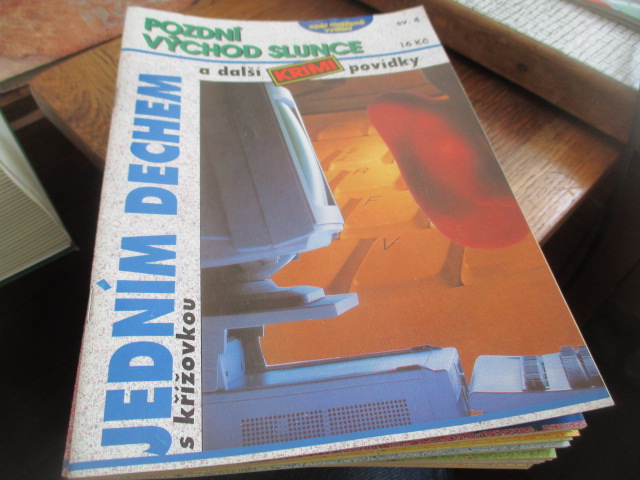 POZDNÍ
VÝCHOD SLUNCE
sv. 4
16 Kč
a další KRIMI povídky
JEDNÍM DECHEM
s křížovkou
R
F
V